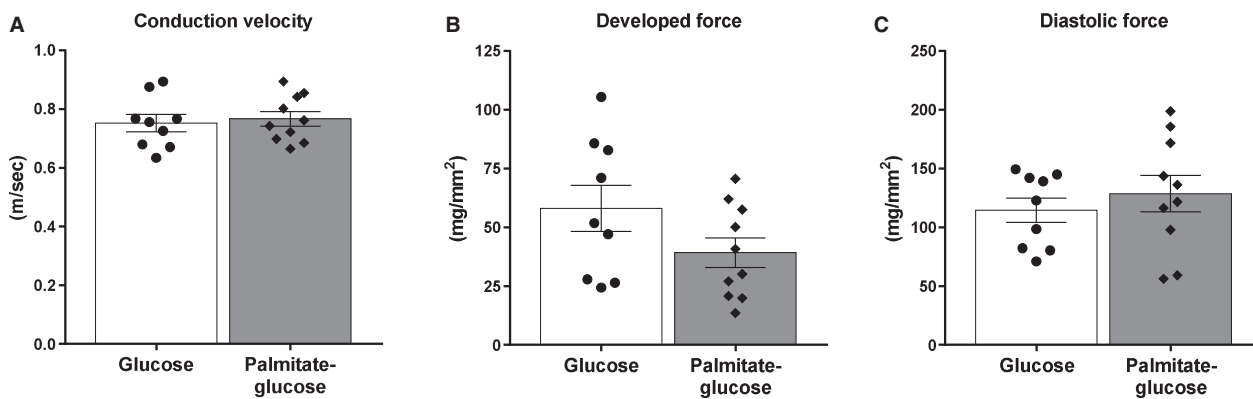 A
Conduction velocity
(m/sec)
1.0
0.8
0.6
0.4
0.2
0.0
Glucose
Palmitate-
glucose
B
Developed force
(mg/mm²)
125
100
75
50
25
0
Glucose
Palmitate-
glucose
C
Diastolic force
(mg/mm²)
250
200
150
100
50
0
Glucose
Palmitate-
glucose